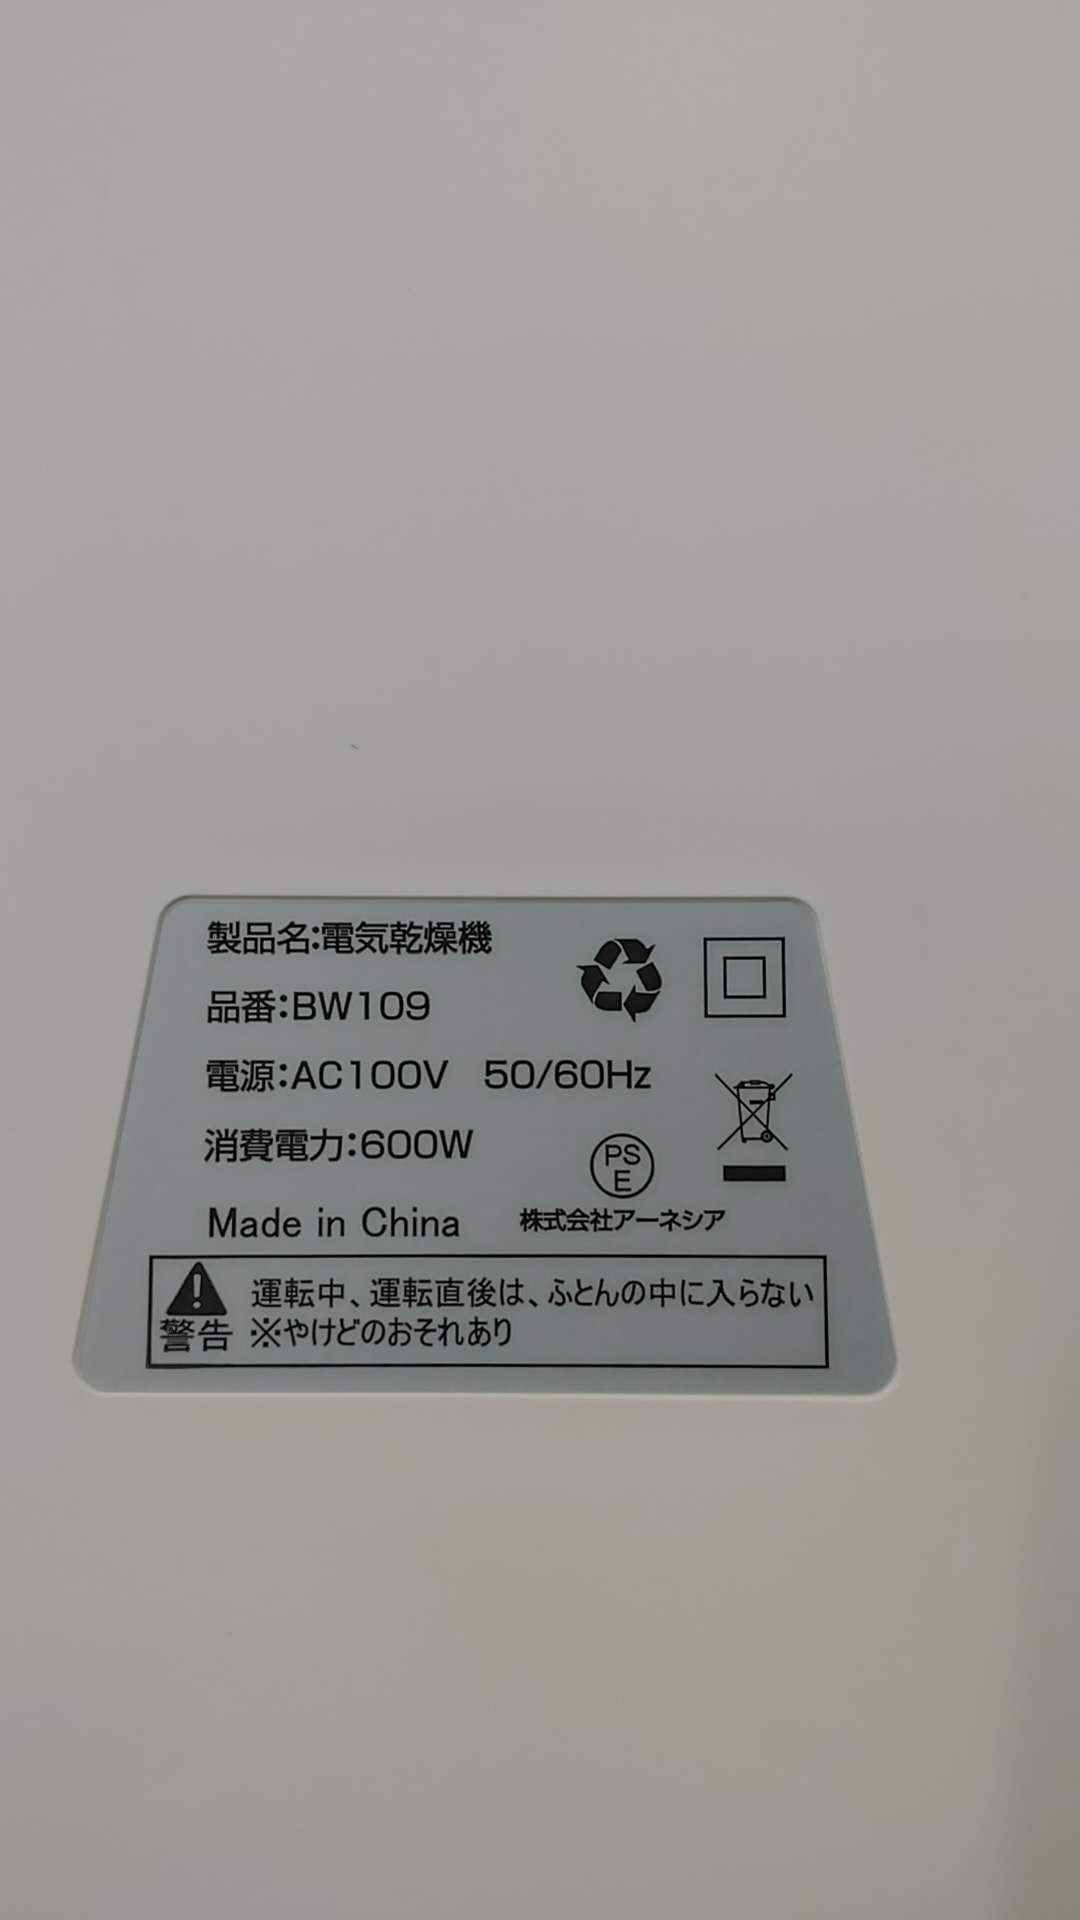 製品名:電気乾燥機
品番:BW109
電源:AC100V 50/60Hz
消費電力:600W
PS
E
Made in China
株式会社アーネシア
警告
運転中、運転直後は、ふとんの中に入らない
※やけどのおそれあり